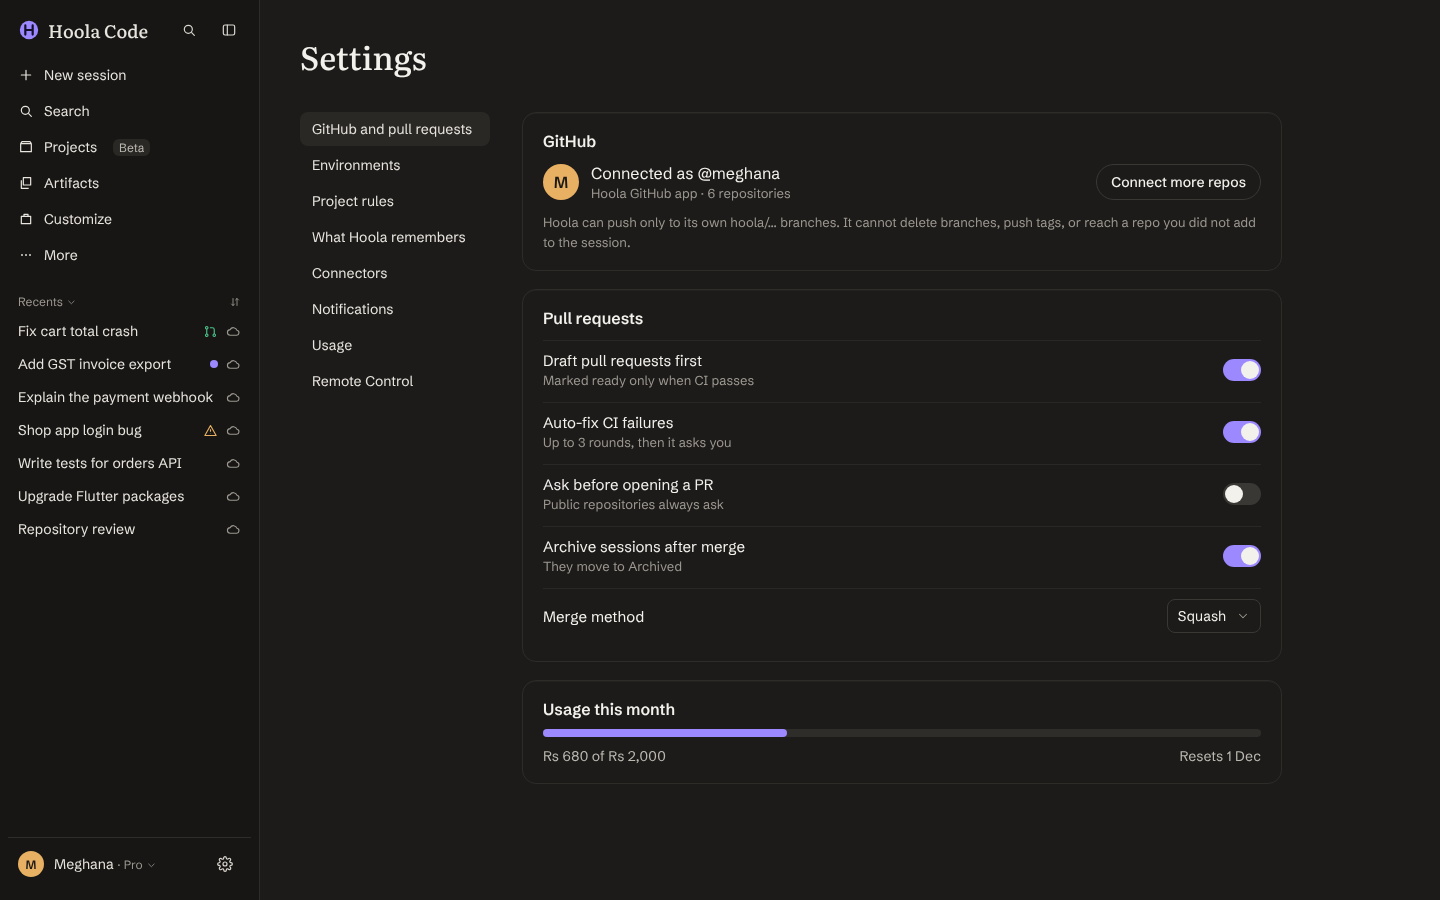 H Hoola Code
New session
Search
Projects Beta
Artifacts
Customize
More
Recents
Fix cart total crash
Add GST invoice export
Explain the payment webhook
Shop app login bug
Write tests for orders API
Upgrade Flutter packages
Repository review
M Meghana · Pro
Settings
GitHub and pull requests
Environments
Project rules
What Hoola remembers
Connectors
Notifications
Usage
Remote Control
GitHub
M
Connected as @meghana
Hoola GitHub app · 6 repositories
Connect more repos
Hoola can push only to its own hoola/... branches. It cannot delete branches, push tags, or reach a repo you did not add
to the session.
Pull requests
Draft pull requests first
Marked ready only when CI passes
Auto-fix CI failures
Up to 3 rounds, then it asks you
Ask before opening a PR
Public repositories always ask
Archive sessions after merge
They move to Archived
Merge method Squash
Usage this month
Rs 680 of Rs 2,000 Resets 1 Dec